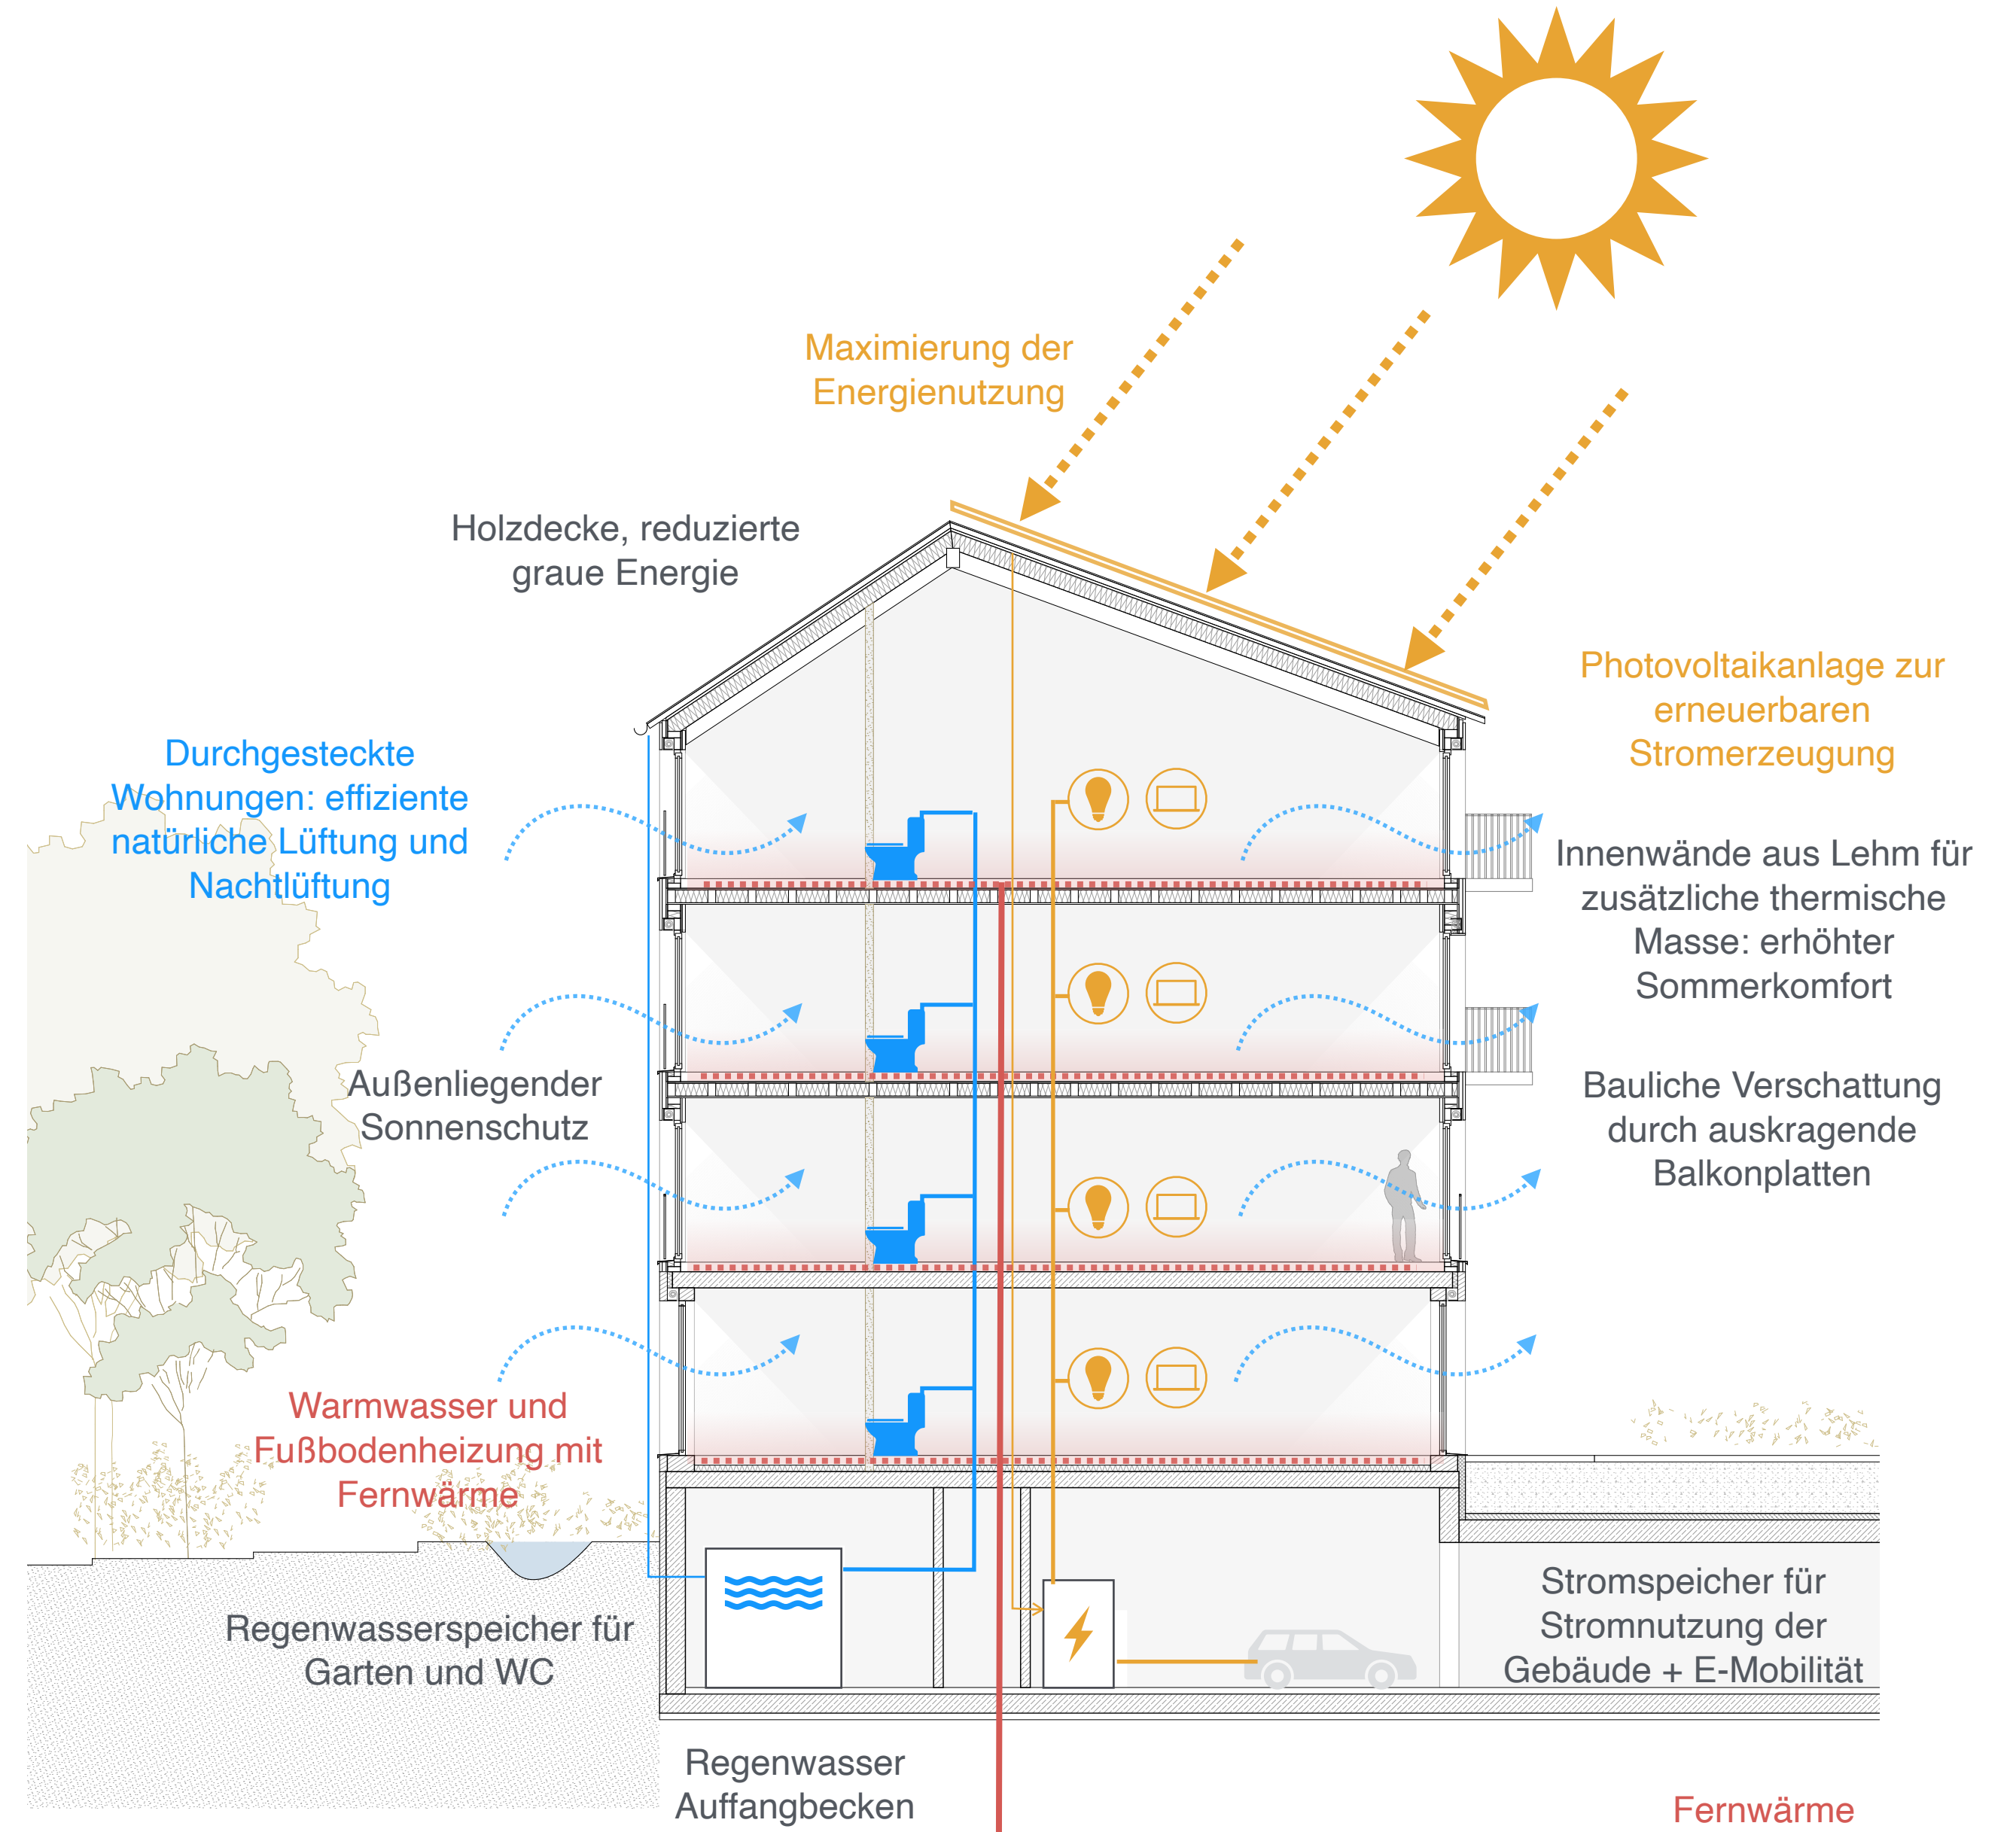 Maximierung der
Energienutzung
Holzdecke, reduzierte
graue Energie
Photovoltaikanlage zur
erneuerbaren
Stromerzeugung
Durchgesteckte
Wohnungen: effiziente
natürliche Lüftung und
Nachtlüftung
Innenwände aus Lehm für
zusätzliche thermische
Masse: erhöhter
Sommerkomfort
Außenliegender
Sonnenschutz
Bauliche Verschattung
durch auskragende
Balkonplatten
Warmwasser und
Fußbodenheizung mit
Fernwärme
Regenwasserspeicher für
Garten und WC
Stromspeicher für
Stromnutzung der
Gebäude + E-Mobilität
Regenwasser
Auffangbecken
Fernwärme